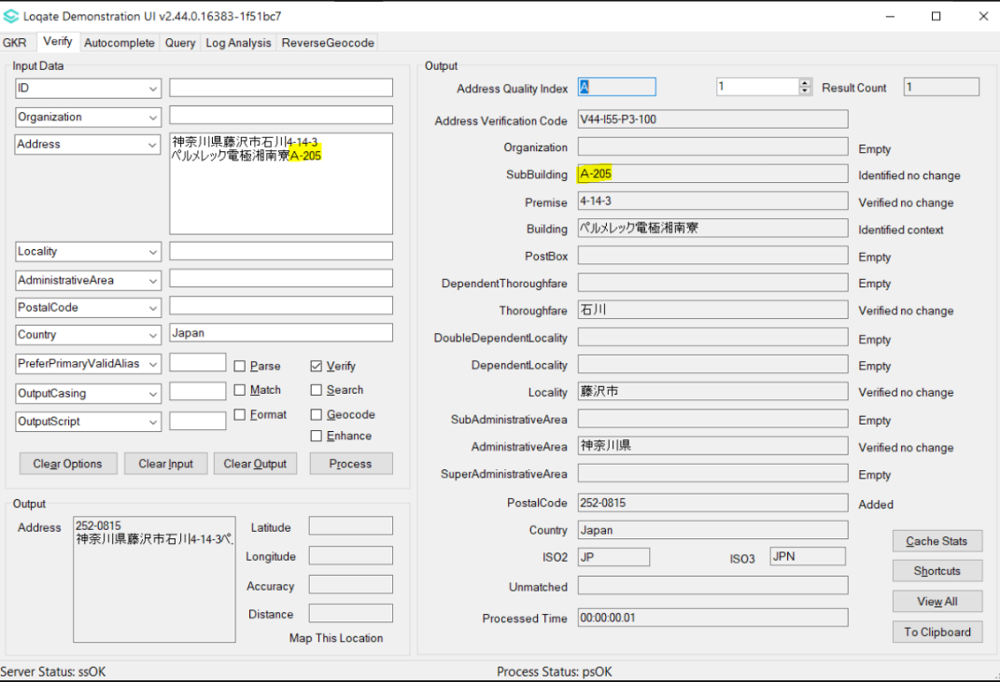 Loqate Demonstration UI v2.44.0.16383-1f51bc7
GKR Verify Autocomplete Query Log Analysis ReverseGeocode
Input Data
ID
Organization
Address
神奈川県藤沢市石川4-14-3
ペルメレック電極湘南寮A-205
Locality
AdministrativeArea
PostalCode
Country Japan
PreferPrimaryValidAlias Parse Verify
OutputCasing Match Search
OutputScript Format Geocode
Enhance
Clear Options Clear Input Clear Output Process
Output
Address
252-0815
神奈川県藤沢市石川4-14-3ペ
Latitude
Longitude
Accuracy
Distance
Map This Location
Output
Address Quality Index A 1 Result Count 1
Address Verification Code V44-I55-P3-100
Organization Empty
SubBuilding A-205 Identified no change
Premise 4-14-3 Verified no change
Building ペルメレック電極湘南寮 Identified context
PostBox Empty
DependentThoroughfare Empty
Thoroughfare 石川 Verified no change
DoubleDependentLocality Empty
DependentLocality Empty
Locality 藤沢市 Verified no change
SubAdministrativeArea Empty
AdministrativeArea 神奈川県 Verified no change
SuperAdministrativeArea Empty
PostalCode 252-0815 Added
Country Japan
ISO2 JP ISO3 JPN
Unmatched
Processed Time 00:00:00.01
Cache Stats
Shortcuts
View All
To Clipboard
Server Status: ssOK Process Status: psOK